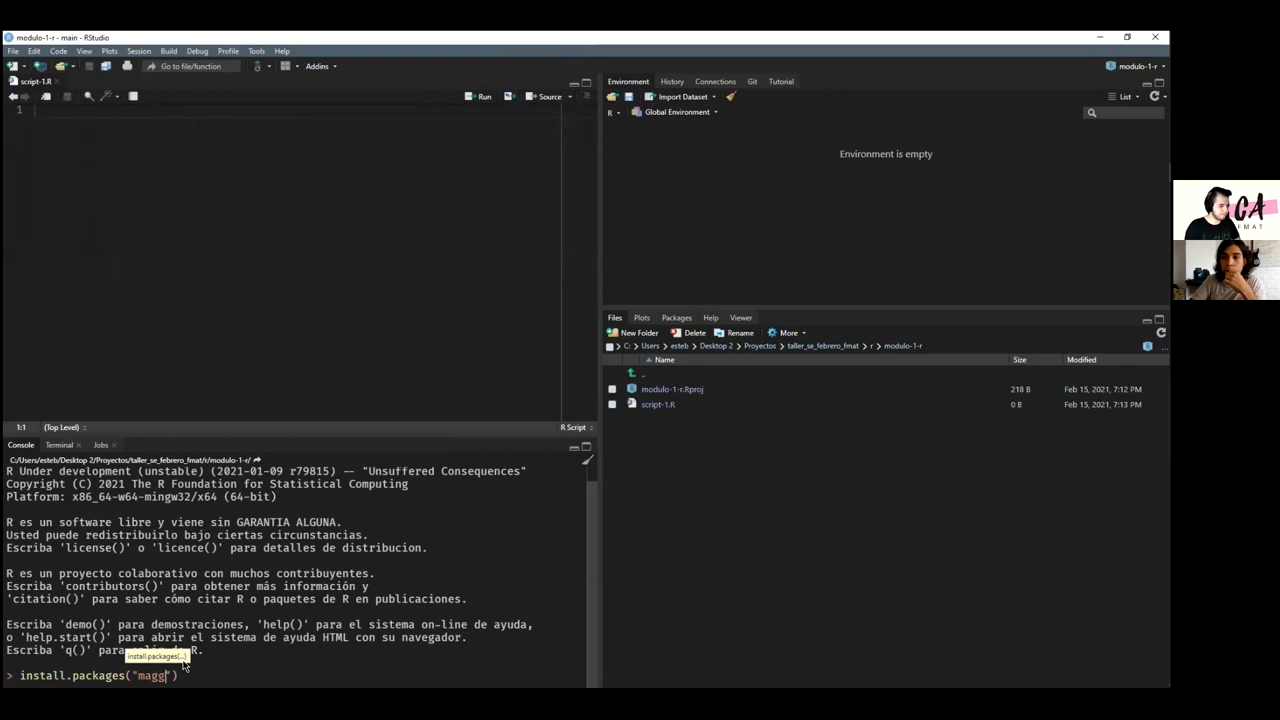 modulo-1-r - main - RStudio
File Edit Code View Plots Session Build Debug Profile Tools Help
Go to file/function Addins modulo-1-r
script-1.R
Run Source
1
1:1 (Top Level) R Script
Console Terminal Jobs
C:/Users/esteb/Desktop 2/Proyectos/taller_se_febrero_fmat/r/modulo-1-r/
R Under development (unstable) (2021-01-09 r79815) -- "Unsuffered Consequences"
Copyright (C) 2021 The R Foundation for Statistical Computing
Platform: x86_64-w64-mingw32/x64 (64-bit)
R es un software libre y viene sin GARANTIA ALGUNA.
Usted puede redistribuirlo bajo ciertas circunstancias.
Escriba 'license()' o 'licence()' para detalles de distribucion.
R es un proyecto colaborativo con muchos contribuyentes.
Escriba 'contributors()' para obtener más información y
'citation()' para saber cómo citar R o paquetes de R en publicaciones.
Escriba 'demo()' para demostraciones, 'help()' para el sistema on-line de ayuda,
o 'help.start()' para abrir el sistema de ayuda HTML con su navegador.
Escriba 'q()' para R.
install.packages(...)
> install.packages("magg")
Environment History Connections Git Tutorial
Import Dataset List
R Global Environment
Environment is empty
Files Plots Packages Help Viewer
New Folder Delete Rename More
C: Users esteb Desktop 2 Proyectos taller_se_febrero_fmat r modulo-1-r
Name Size Modified
..
modulo-1-r.Rproj 218 B Feb 15, 2021, 7:12 PM
script-1.R 0 B Feb 15, 2021, 7:13 PM
CA
FMAT